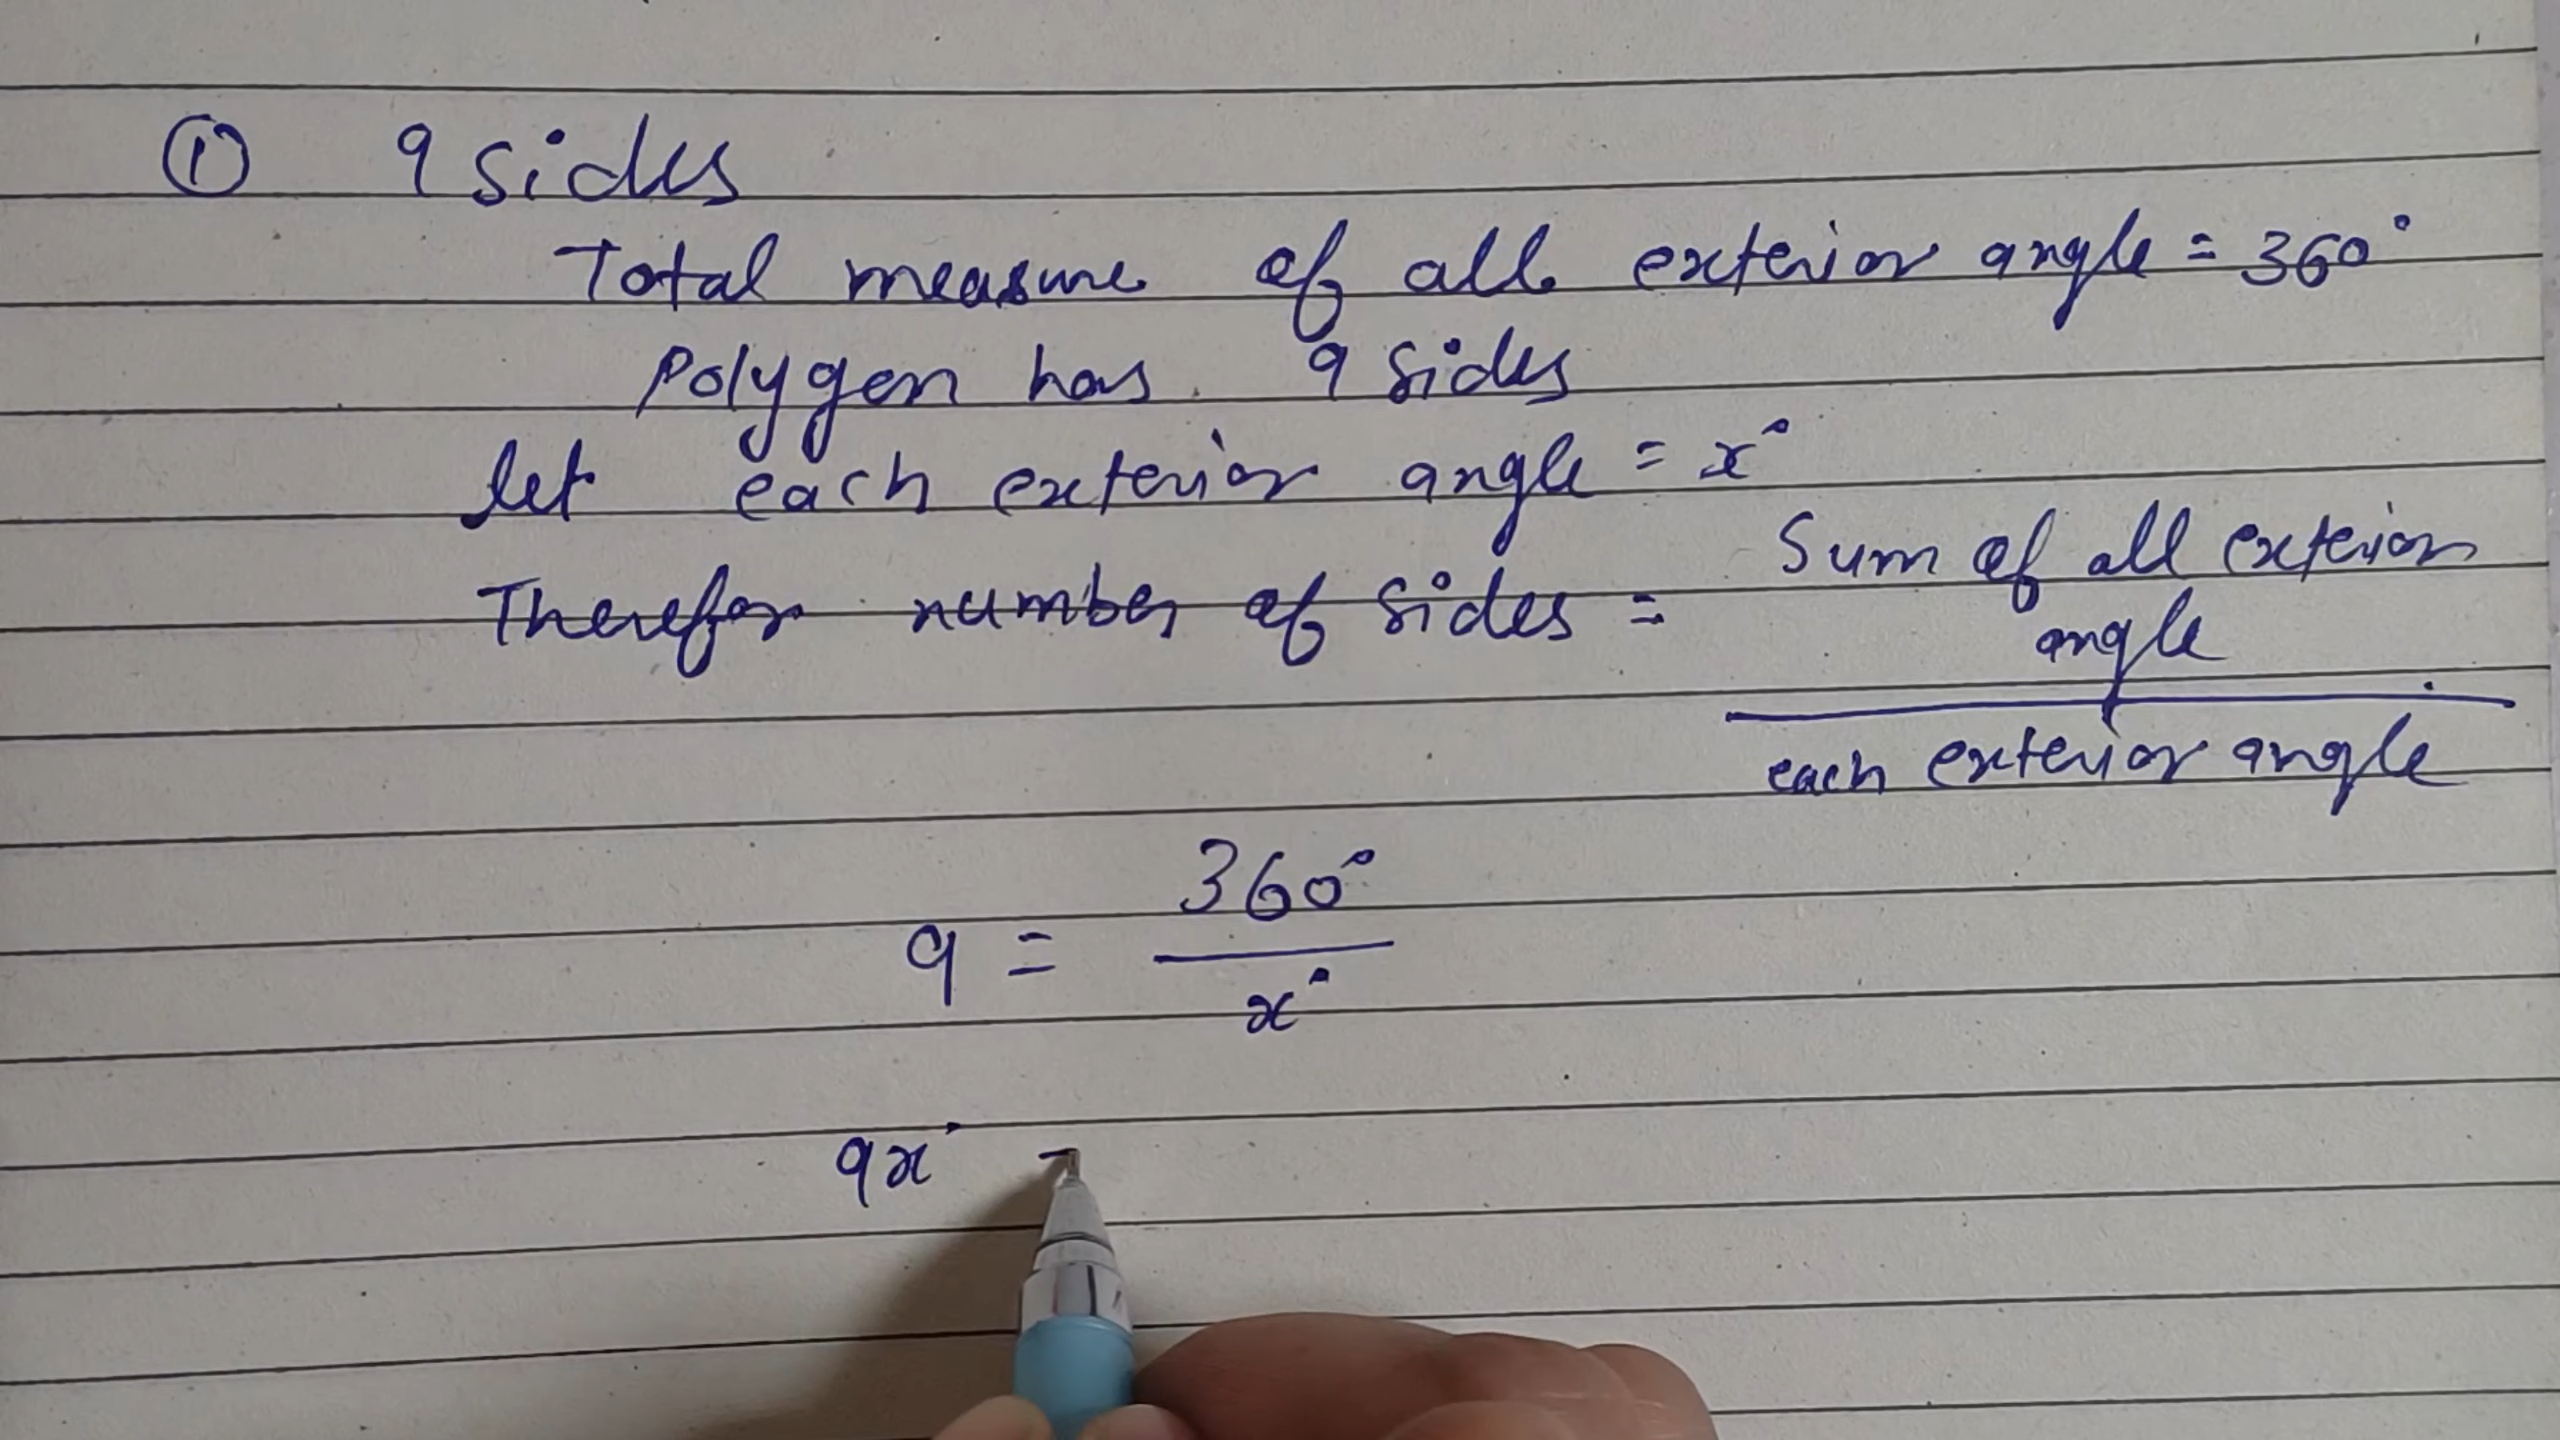 ① 9 sides
Total measure of all exterior angle = 360°
Polygen has 9 sides
let each exterior angle = x°
Therefor number of sides = Sum of all exterior
angle
each exterior angle
9 = 360°
x°
9x° -